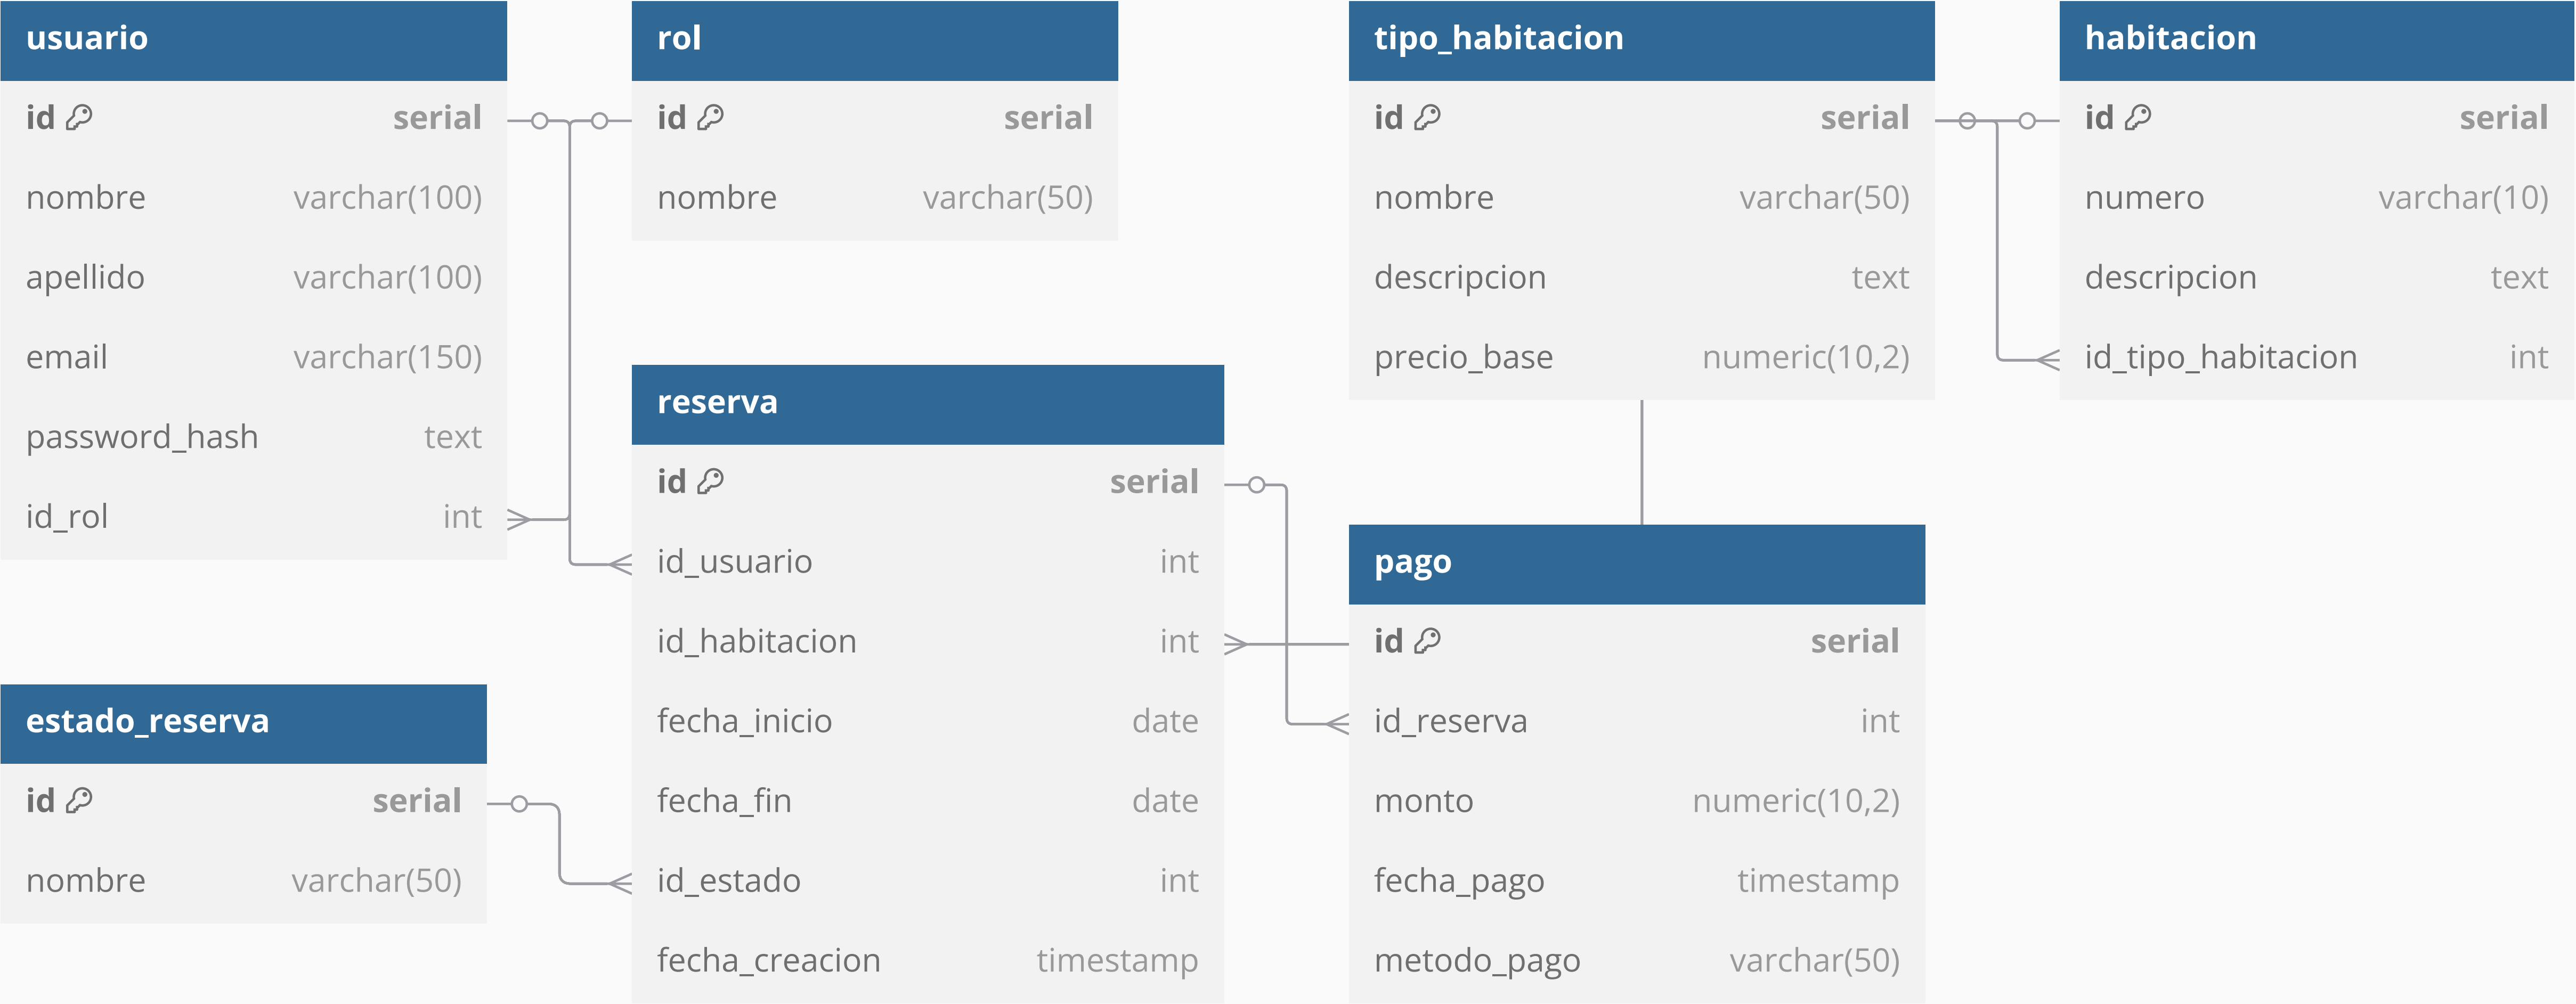 usuario
id serial
nombre varchar(100)
apellido varchar(100)
email varchar(150)
password_hash text
id_rol int
rol
id serial
nombre varchar(50)
tipo_habitacion
id serial
nombre varchar(50)
descripcion text
precio_base numeric(10,2)
habitacion
id serial
numero varchar(10)
descripcion text
id_tipo_habitacion int
reserva
id serial
id_usuario int
id_habitacion int
fecha_inicio date
fecha_fin date
id_estado int
fecha_creacion timestamp
pago
id serial
id_reserva int
monto numeric(10,2)
fecha_pago timestamp
metodo_pago varchar(50)
estado_reserva
id serial
nombre varchar(50)